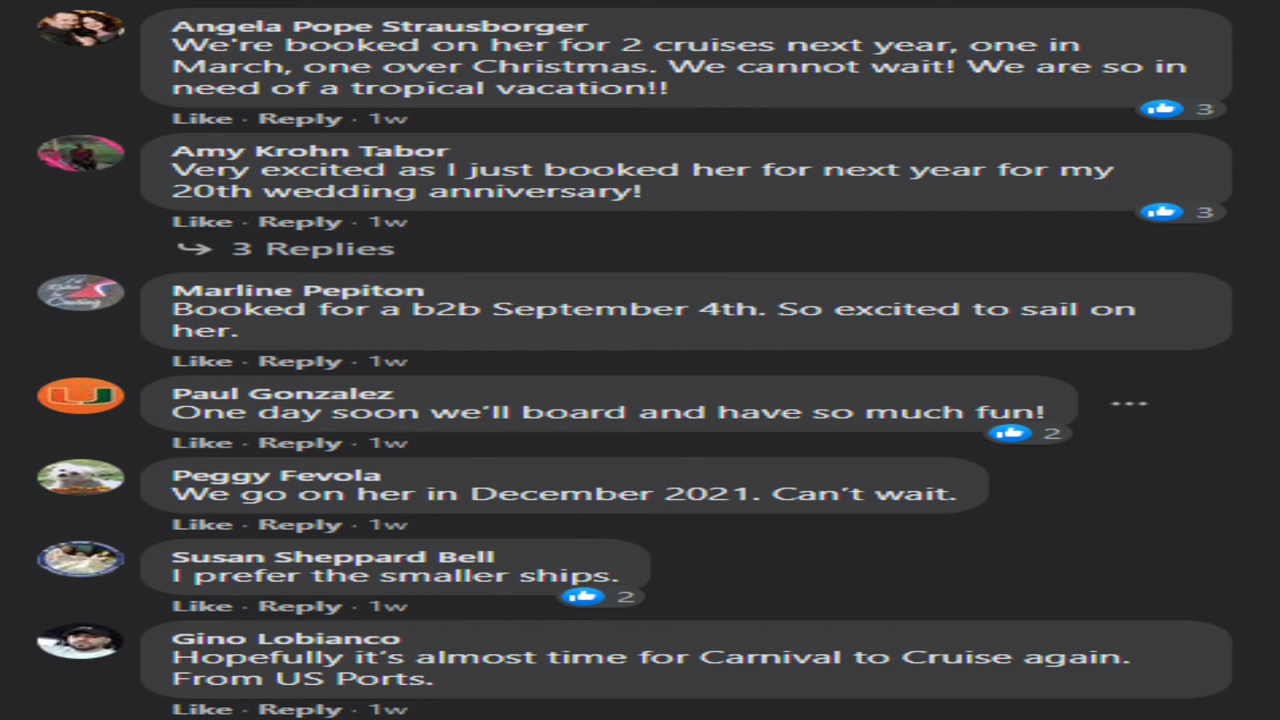 Angela Pope Strausborger
We're booked on her for 2 cruises next year, one in
March, one over Christmas. We cannot wait! We are so in
need of a tropical vacation!!
3
Like · Reply · 1w
Amy Krohn Tabor
Very excited as I just booked her for next year for my
20th wedding anniversary!
3
Like · Reply · 1w
3 Replies
Marline Pepiton
Booked for a b2b September 4th. So excited to sail on
her.
Like · Reply · 1w
Paul Gonzalez
One day soon we'll board and have so much fun!
2
Like · Reply · 1w
Peggy Fevola
We go on her in December 2021. Can't wait.
Like · Reply · 1w
Susan Sheppard Bell
I prefer the smaller ships.
2
Like · Reply · 1w
Gino Lobianco
Hopefully it's almost time for Carnival to Cruise again.
From US Ports.
Like · Reply · 1w